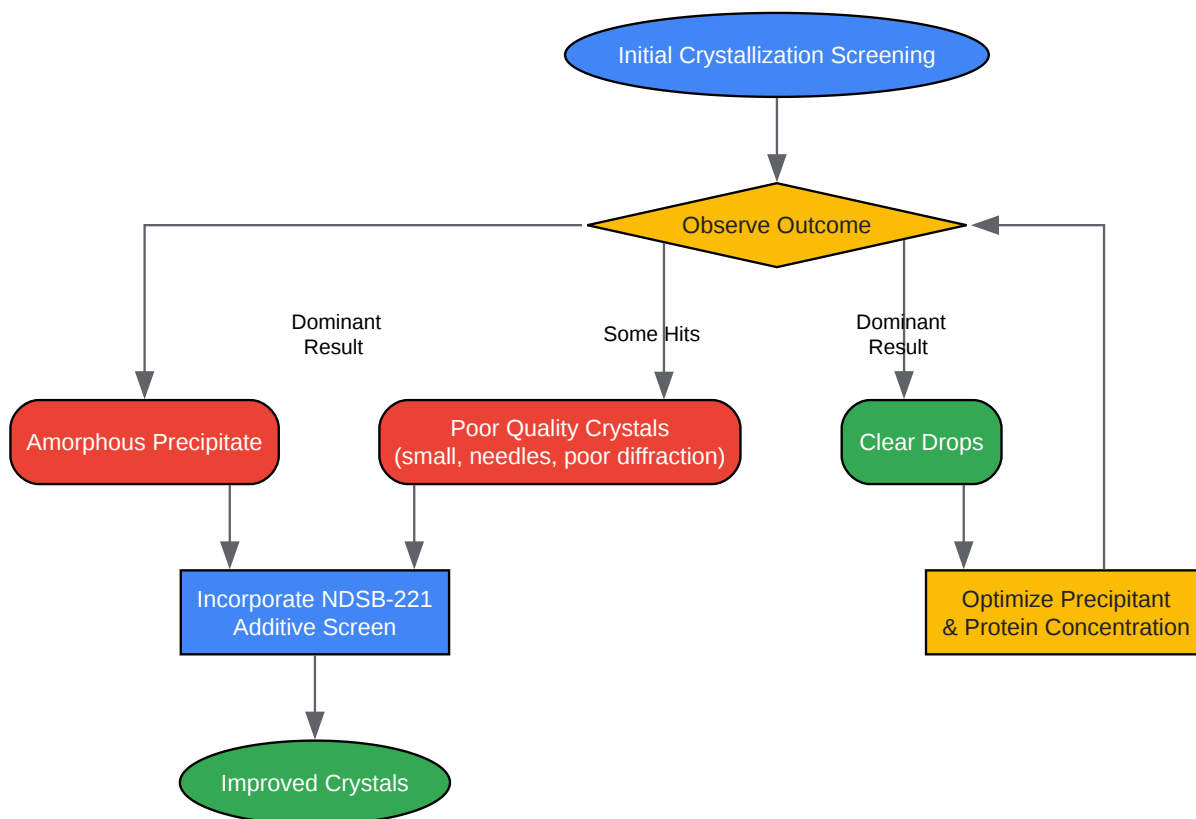 Initial Crystallization Screening
Observe Outcome
Dominant
Result
Some Hits
Dominant
Result
Amorphous Precipitate
Poor Quality Crystals
(small, needles, poor diffraction)
Clear Drops
Incorporate NDSB-221
Additive Screen
Optimize Precipitant
& Protein Concentration
Improved Crystals